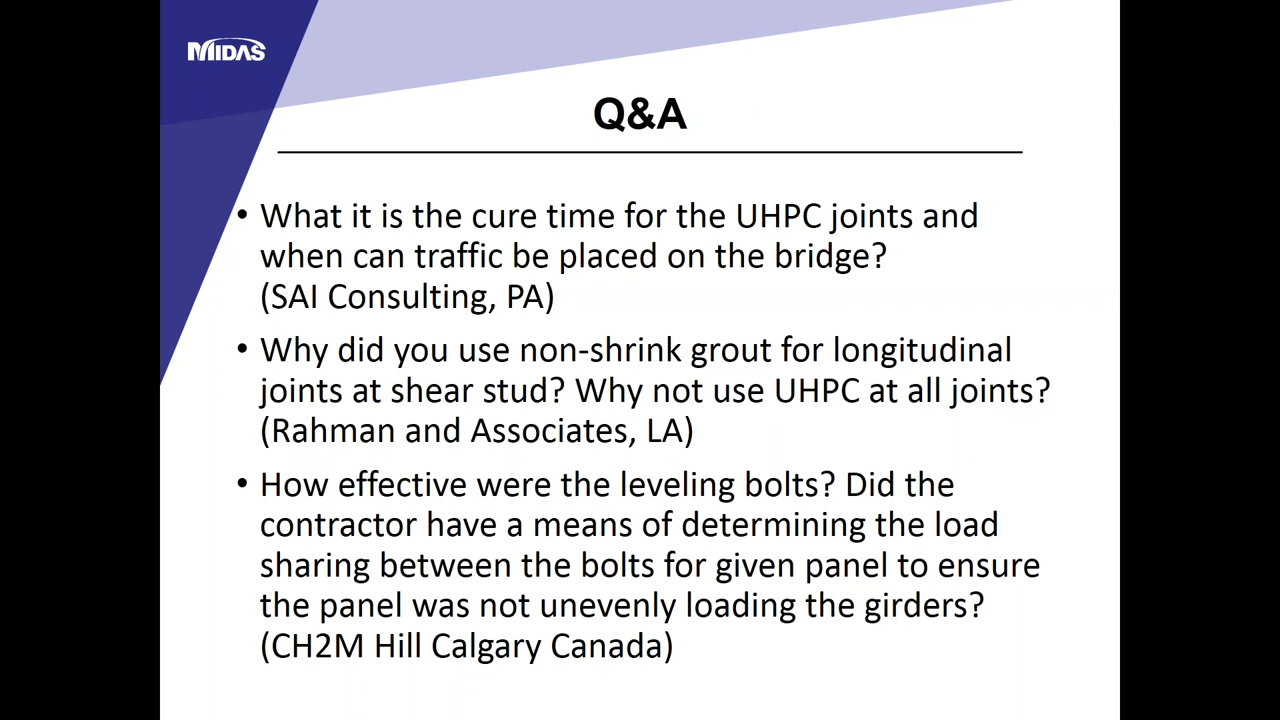 MIDAS
Q&A
• What it is the cure time for the UHPC joints and
when can traffic be placed on the bridge?
(SAI Consulting, PA)
• Why did you use non-shrink grout for longitudinal
joints at shear stud? Why not use UHPC at all joints?
(Rahman and Associates, LA)
• How effective were the leveling bolts? Did the
contractor have a means of determining the load
sharing between the bolts for given panel to ensure
the panel was not unevenly loading the girders?
(CH2M Hill Calgary Canada)